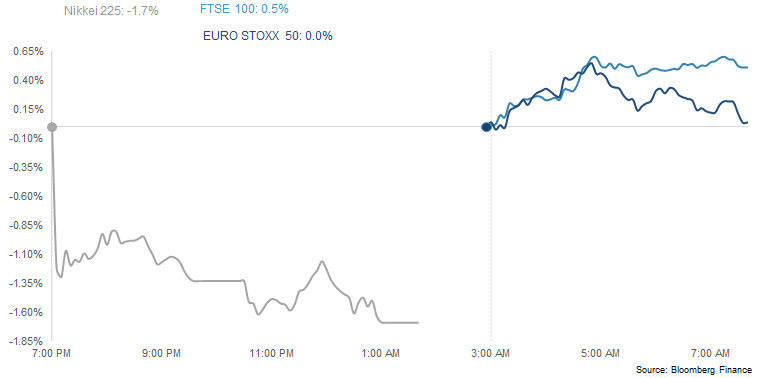 Nikkei 225: -1.7%
FTSE 100: 0.5%
EURO STOXX 50: 0.0%
0.65%
0.40%
0.15%
-0.10%
-0.35%
-0.60%
-0.85%
-1.10%
-1.35%
-1.60%
-1.85%
7:00 PM 9:00 PM 11:00 PM 1:00 AM 3:00 AM 5:00 AM 7:00 AM
Source: Bloomberg Finance